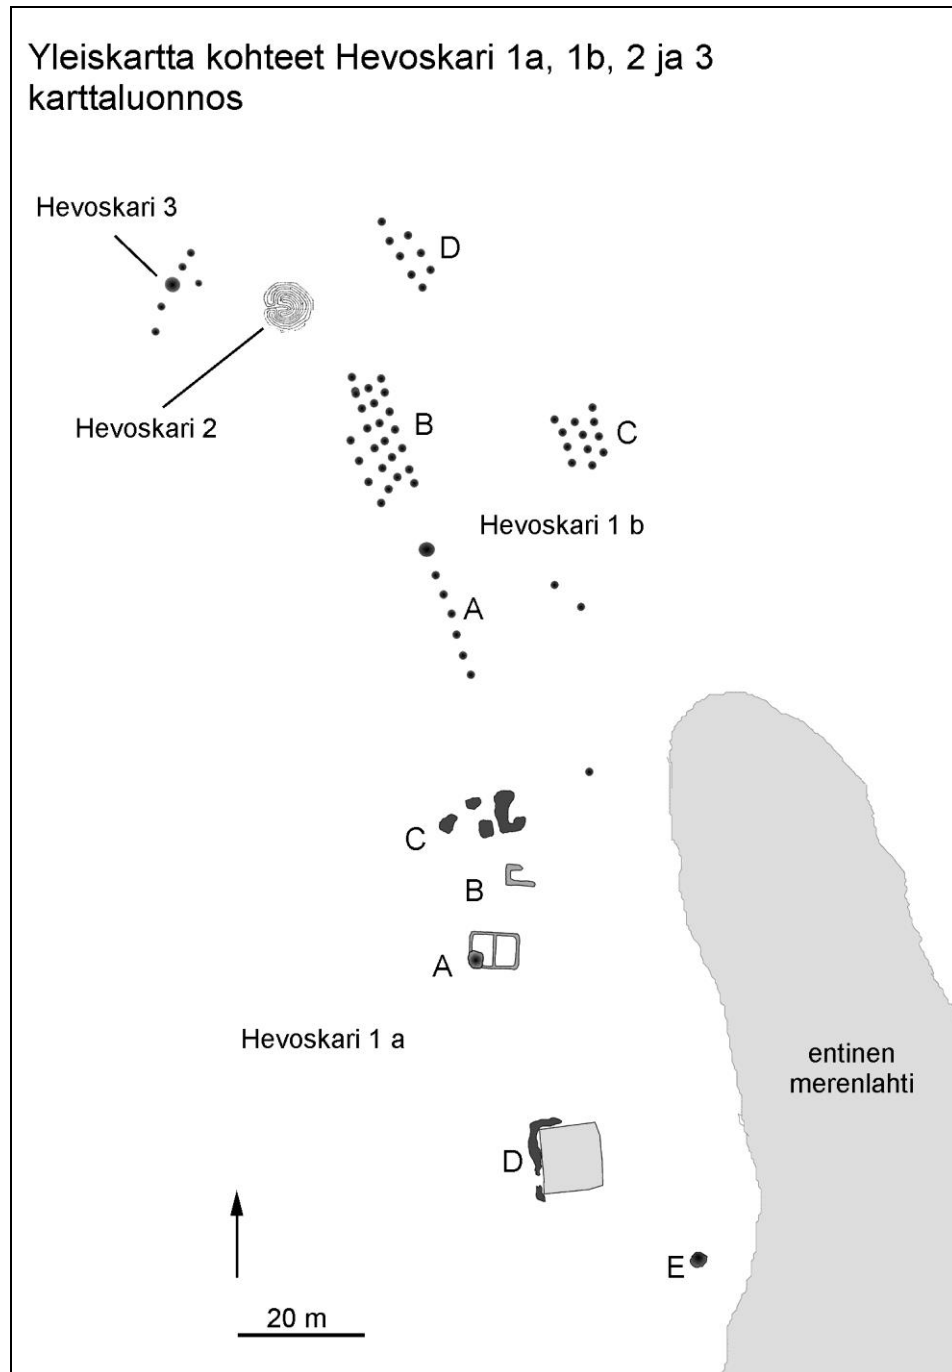 Yleiskartta kohteet Hevoskari 1a, 1b, 2 ja 3
karttaluonnos
Hevoskari 3
D
Hevoskari 2
B
C
Hevoskari 1 b
A
C
B
A
Hevoskari 1 a
entinen
merenlahti
D
E
20 m